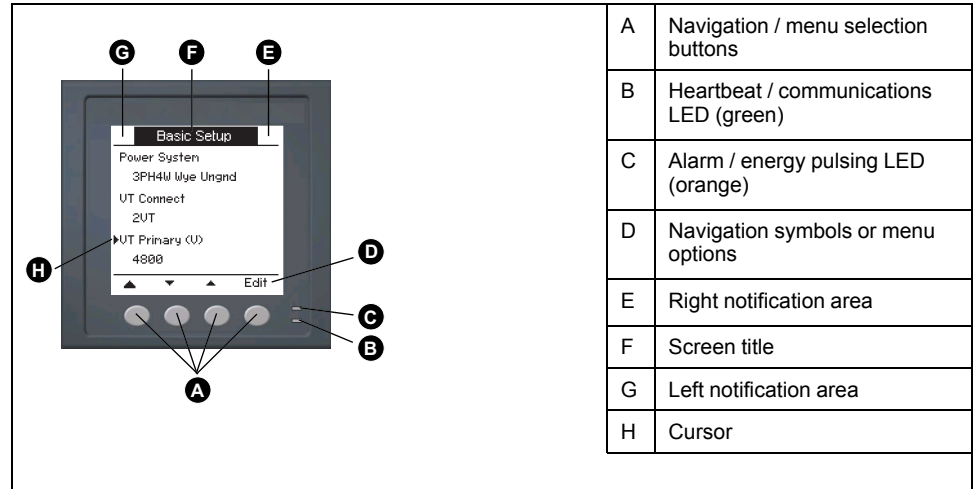 G
F
E
Basic Setup
Power System
3PH4W Wye Ungnd
VT Connect
2VT
VT Primary (V)
4800
Edit
H
D
C
B
A
A Navigation / menu selection
buttons
B Heartbeat / communications
LED (green)
C Alarm / energy pulsing LED
(orange)
D Navigation symbols or menu
options
E Right notification area
F Screen title
G Left notification area
H Cursor